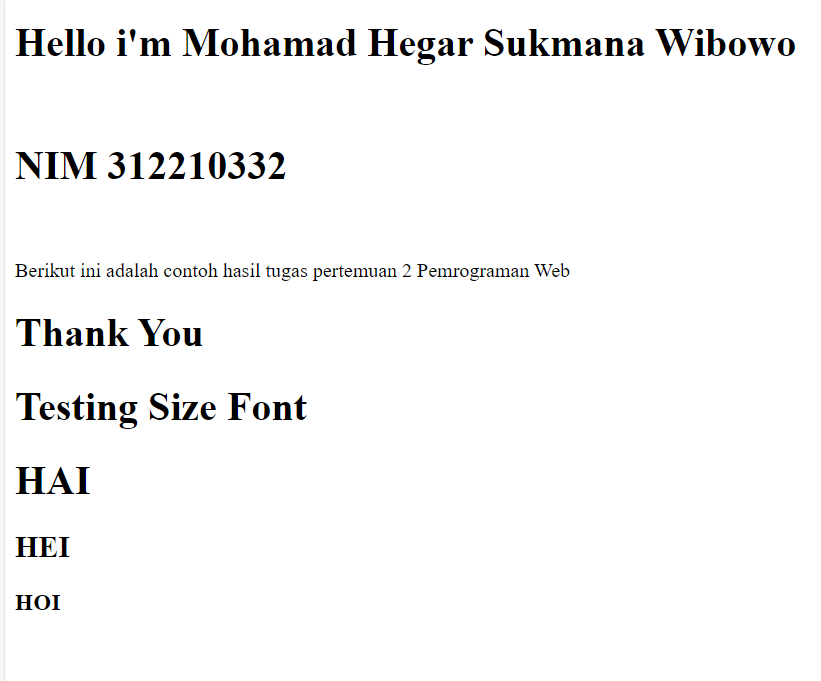 Hello i'm Mohamad Hegar Sukmana Wibowo
NIM 312210332
Berikut ini adalah contoh hasil tugas pertemuan 2 Pemrograman Web
Thank You
Testing Size Font
HAI
HEI
HOI